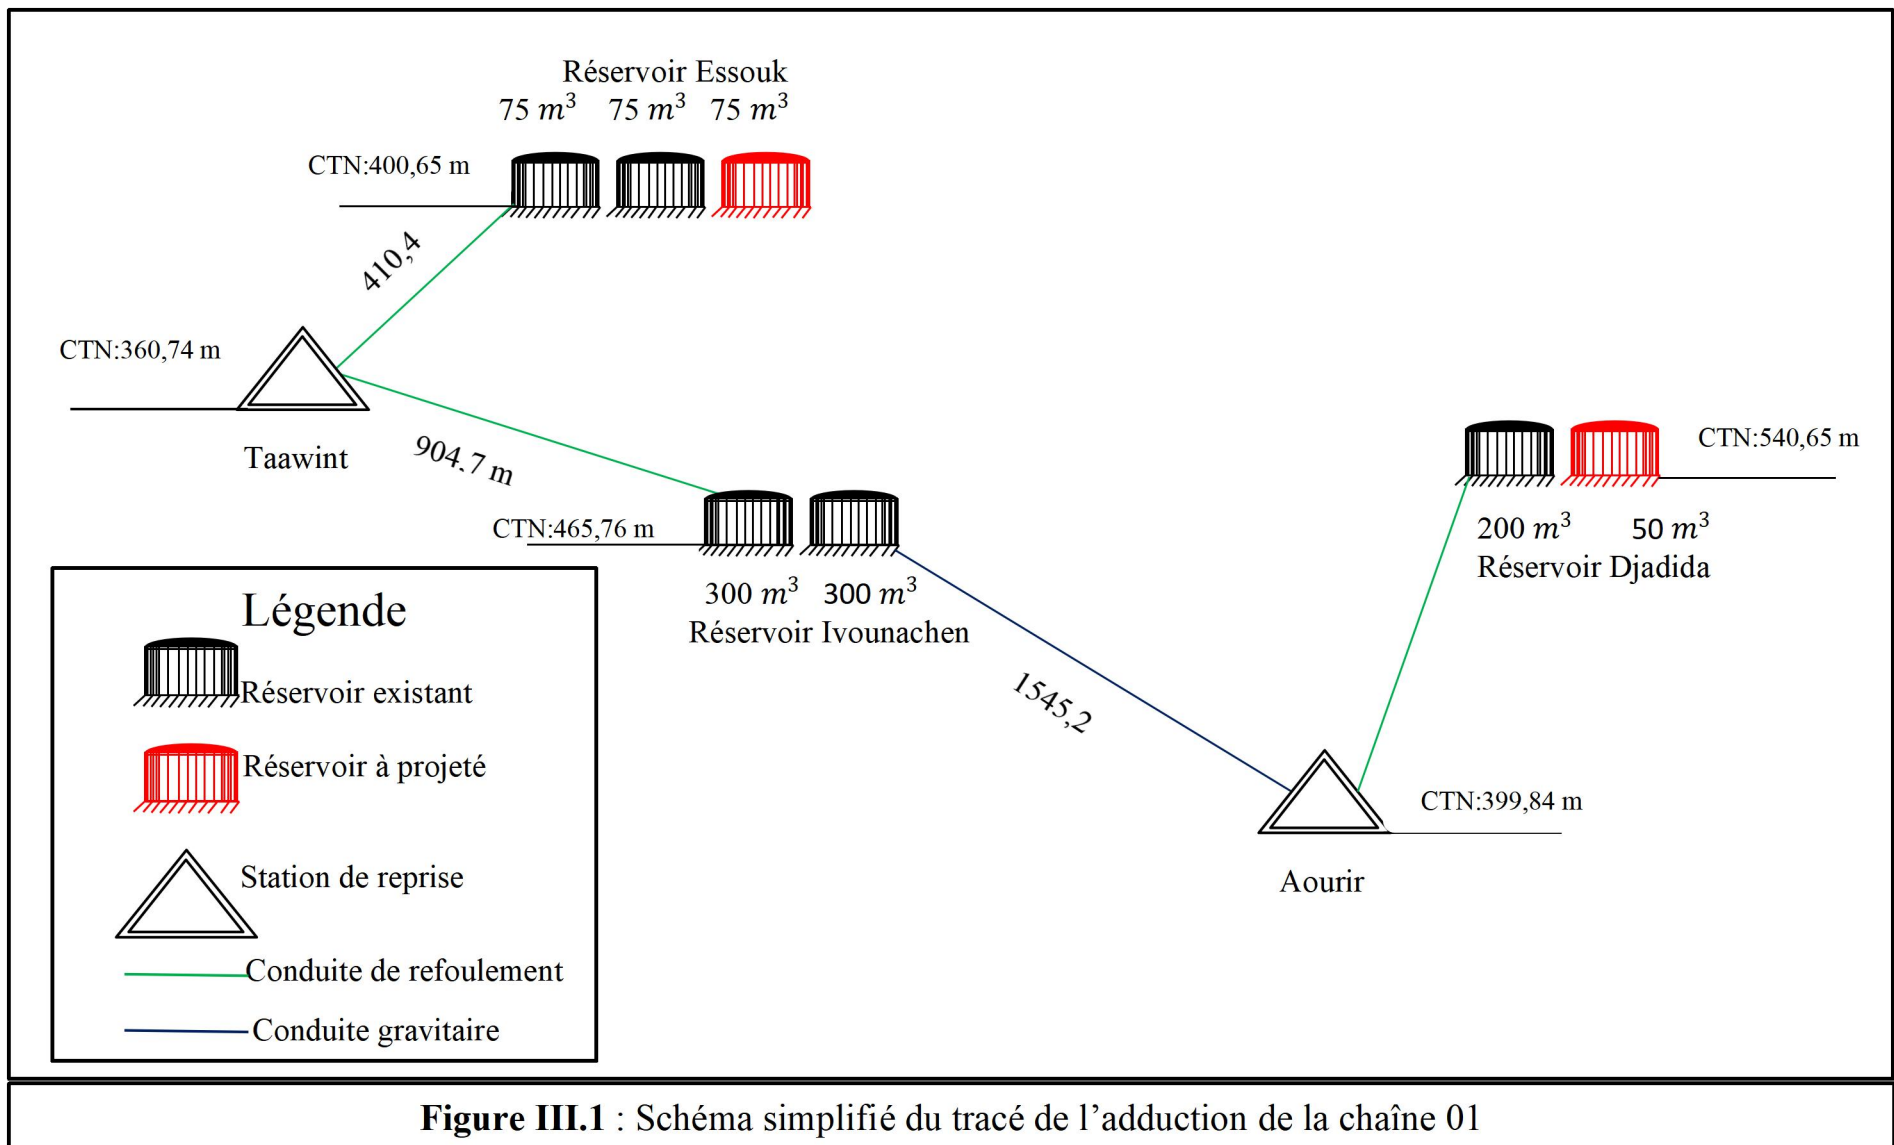 Réservoir Essouk
75 m³ 75 m³ 75 m³
CTN:400,65 m
410,4
CTN:360,74 m
Taawint
904.7 m
CTN:465,76 m
300 m³ 300 m³
Réservoir Ivounachen
1545,2
CTN:540,65 m
200 m³ 50 m³
Réservoir Djadida
CTN:399,84 m
Aourir
Légende
Réservoir existant
Réservoir à projeté
Station de reprise
Conduite de refoulement
Conduite gravitaire
Figure III.1 : Schéma simplifié du tracé de l’adduction de la chaîne 01